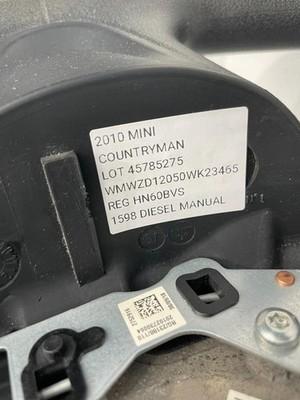 2010 MINI
COUNTRYMAN
LOT 45785275
WMWZD12050WK23465
REG HN60BVS
1598 DIESEL MANUAL